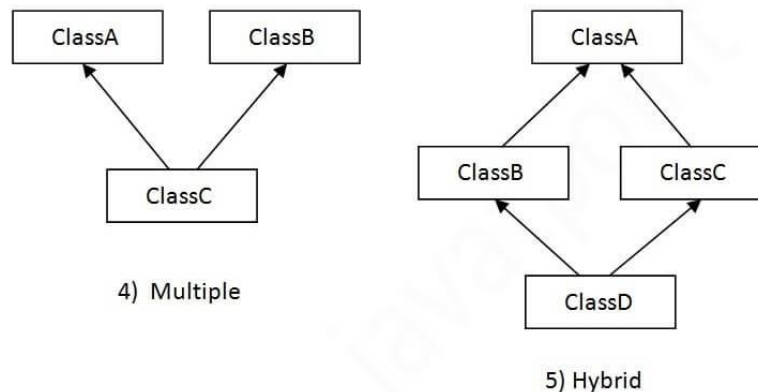 ClassA
ClassB
ClassC
4) Multiple
ClassA
ClassB
ClassC
ClassD
5) Hybrid